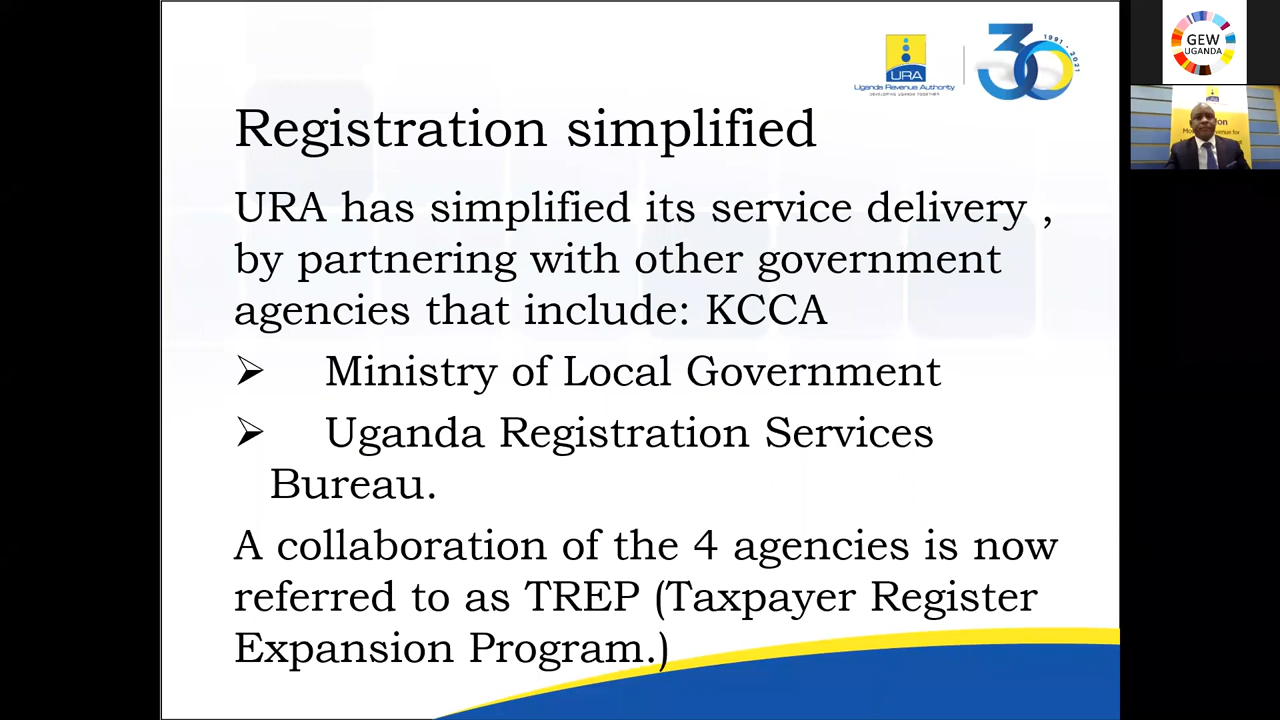 URA
Uganda Revenue Authority
DEVELOPING UGANDA TOGETHER
30
1991 - 2021
GEW
UGANDA
Registration simplified
URA has simplified its service delivery ,
by partnering with other government
agencies that include: KCCA
➢ Ministry of Local Government
➢ Uganda Registration Services
Bureau.
A collaboration of the 4 agencies is now
referred to as TREP (Taxpayer Register
Expansion Program.)